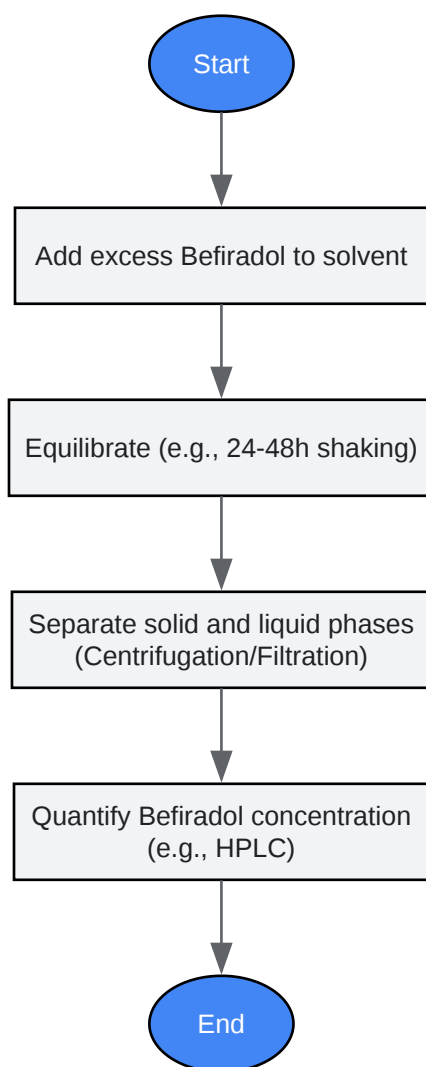 Start
Add excess Befiradol to solvent
Equilibrate (e.g., 24-48h shaking)
Separate solid and liquid phases
(Centrifugation/Filtration)
Quantify Befiradol concentration
(e.g., HPLC)
End